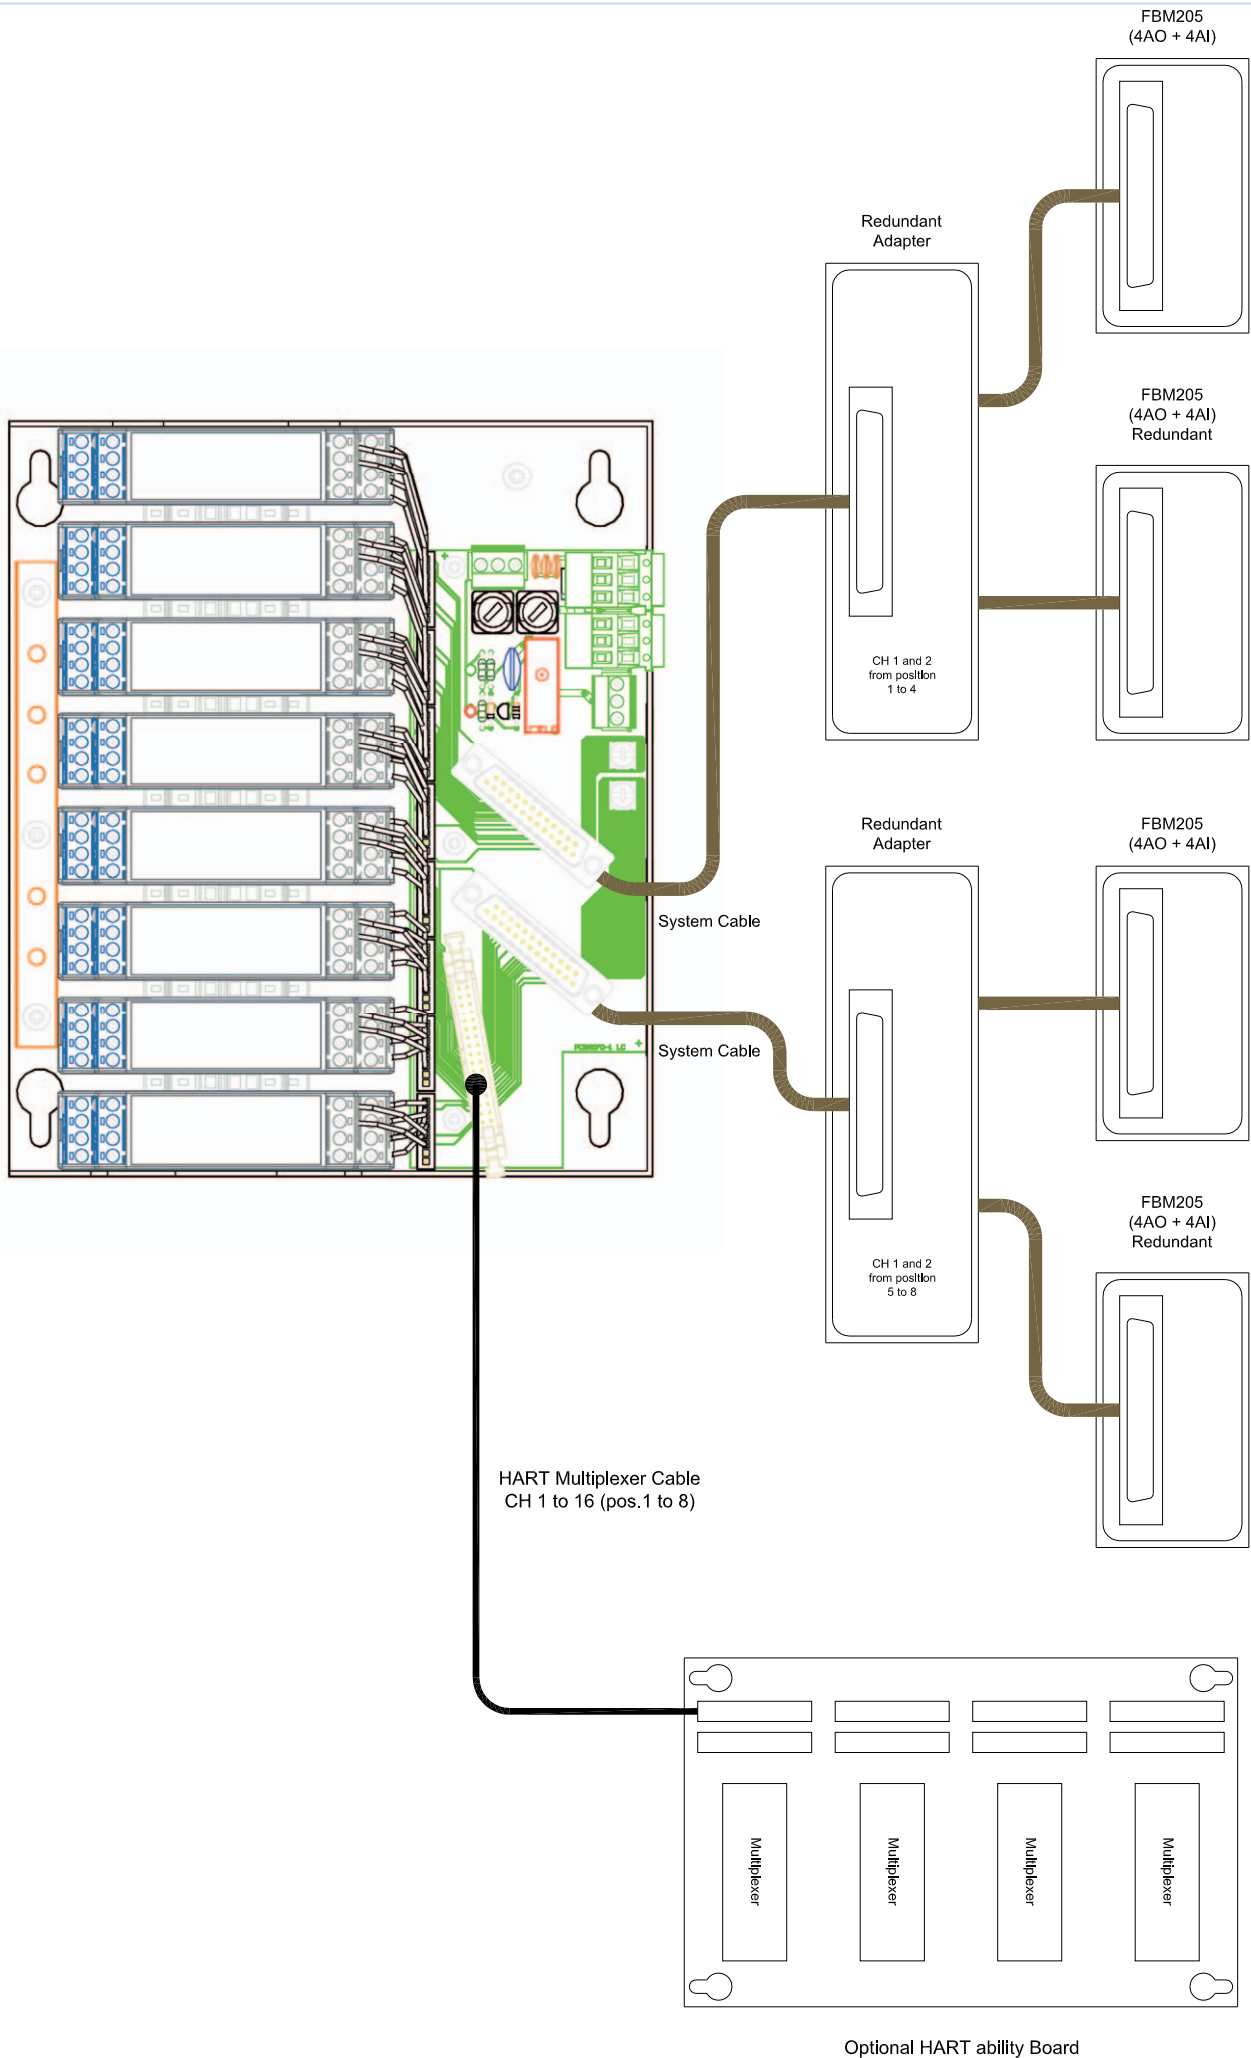 FBM205
(4AO + 4AI)
Redundant
Adapter
FBM205
(4AO + 4AI)
Redundant
CH 1 and 2
from position
1 to 4
System Cable
Redundant
Adapter
FBM205
(4AO + 4AI)
System Cable
CH 1 and 2
from position
5 to 8
FBM205
(4AO + 4AI)
Redundant
HART Multiplexer Cable
CH 1 to 16 (pos.1 to 8)
Multiplexer
Multiplexer
Multiplexer
Multiplexer
Optional HART ability Board